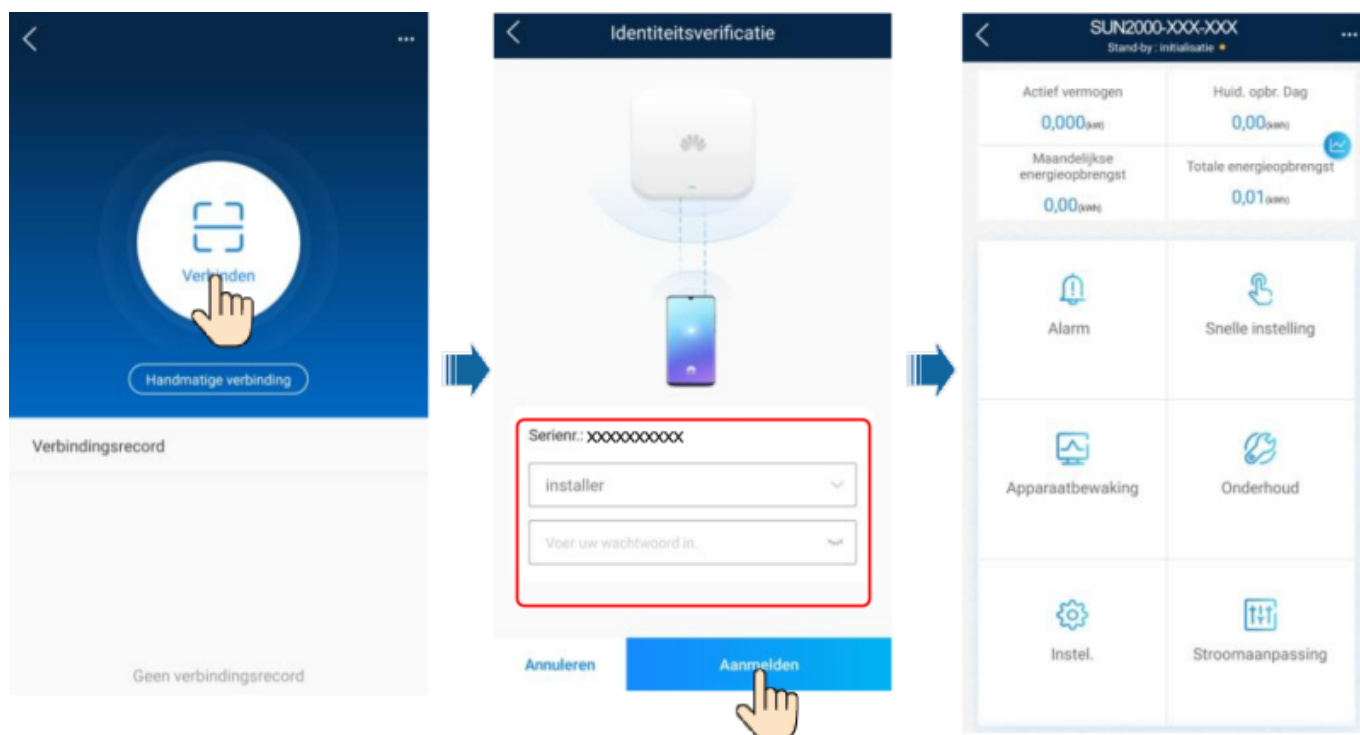 ...
Verbinden
Handmatige verbinding
Verbindingsrecord
Geen verbindingsrecord
Identiteitsverificatie
Serienr.: XXXXXXXXXX
installer
Voer uw wachtwoord in.
Annuleren
Aanmelden
SUN2000-XXX-XXX
...
Stand-by : initialisatie
Actief vermogen
0,000(kW)
Huid. opbr. Dag
0,00(kWh)
Maandelijkse
energieopbrengst
0,00(kWh)
Totale energieopbrengst
0,01(kWh)
Alarm
Snelle instelling
Apparaatbewaking
Onderhoud
Instel.
Stroomaanpassing